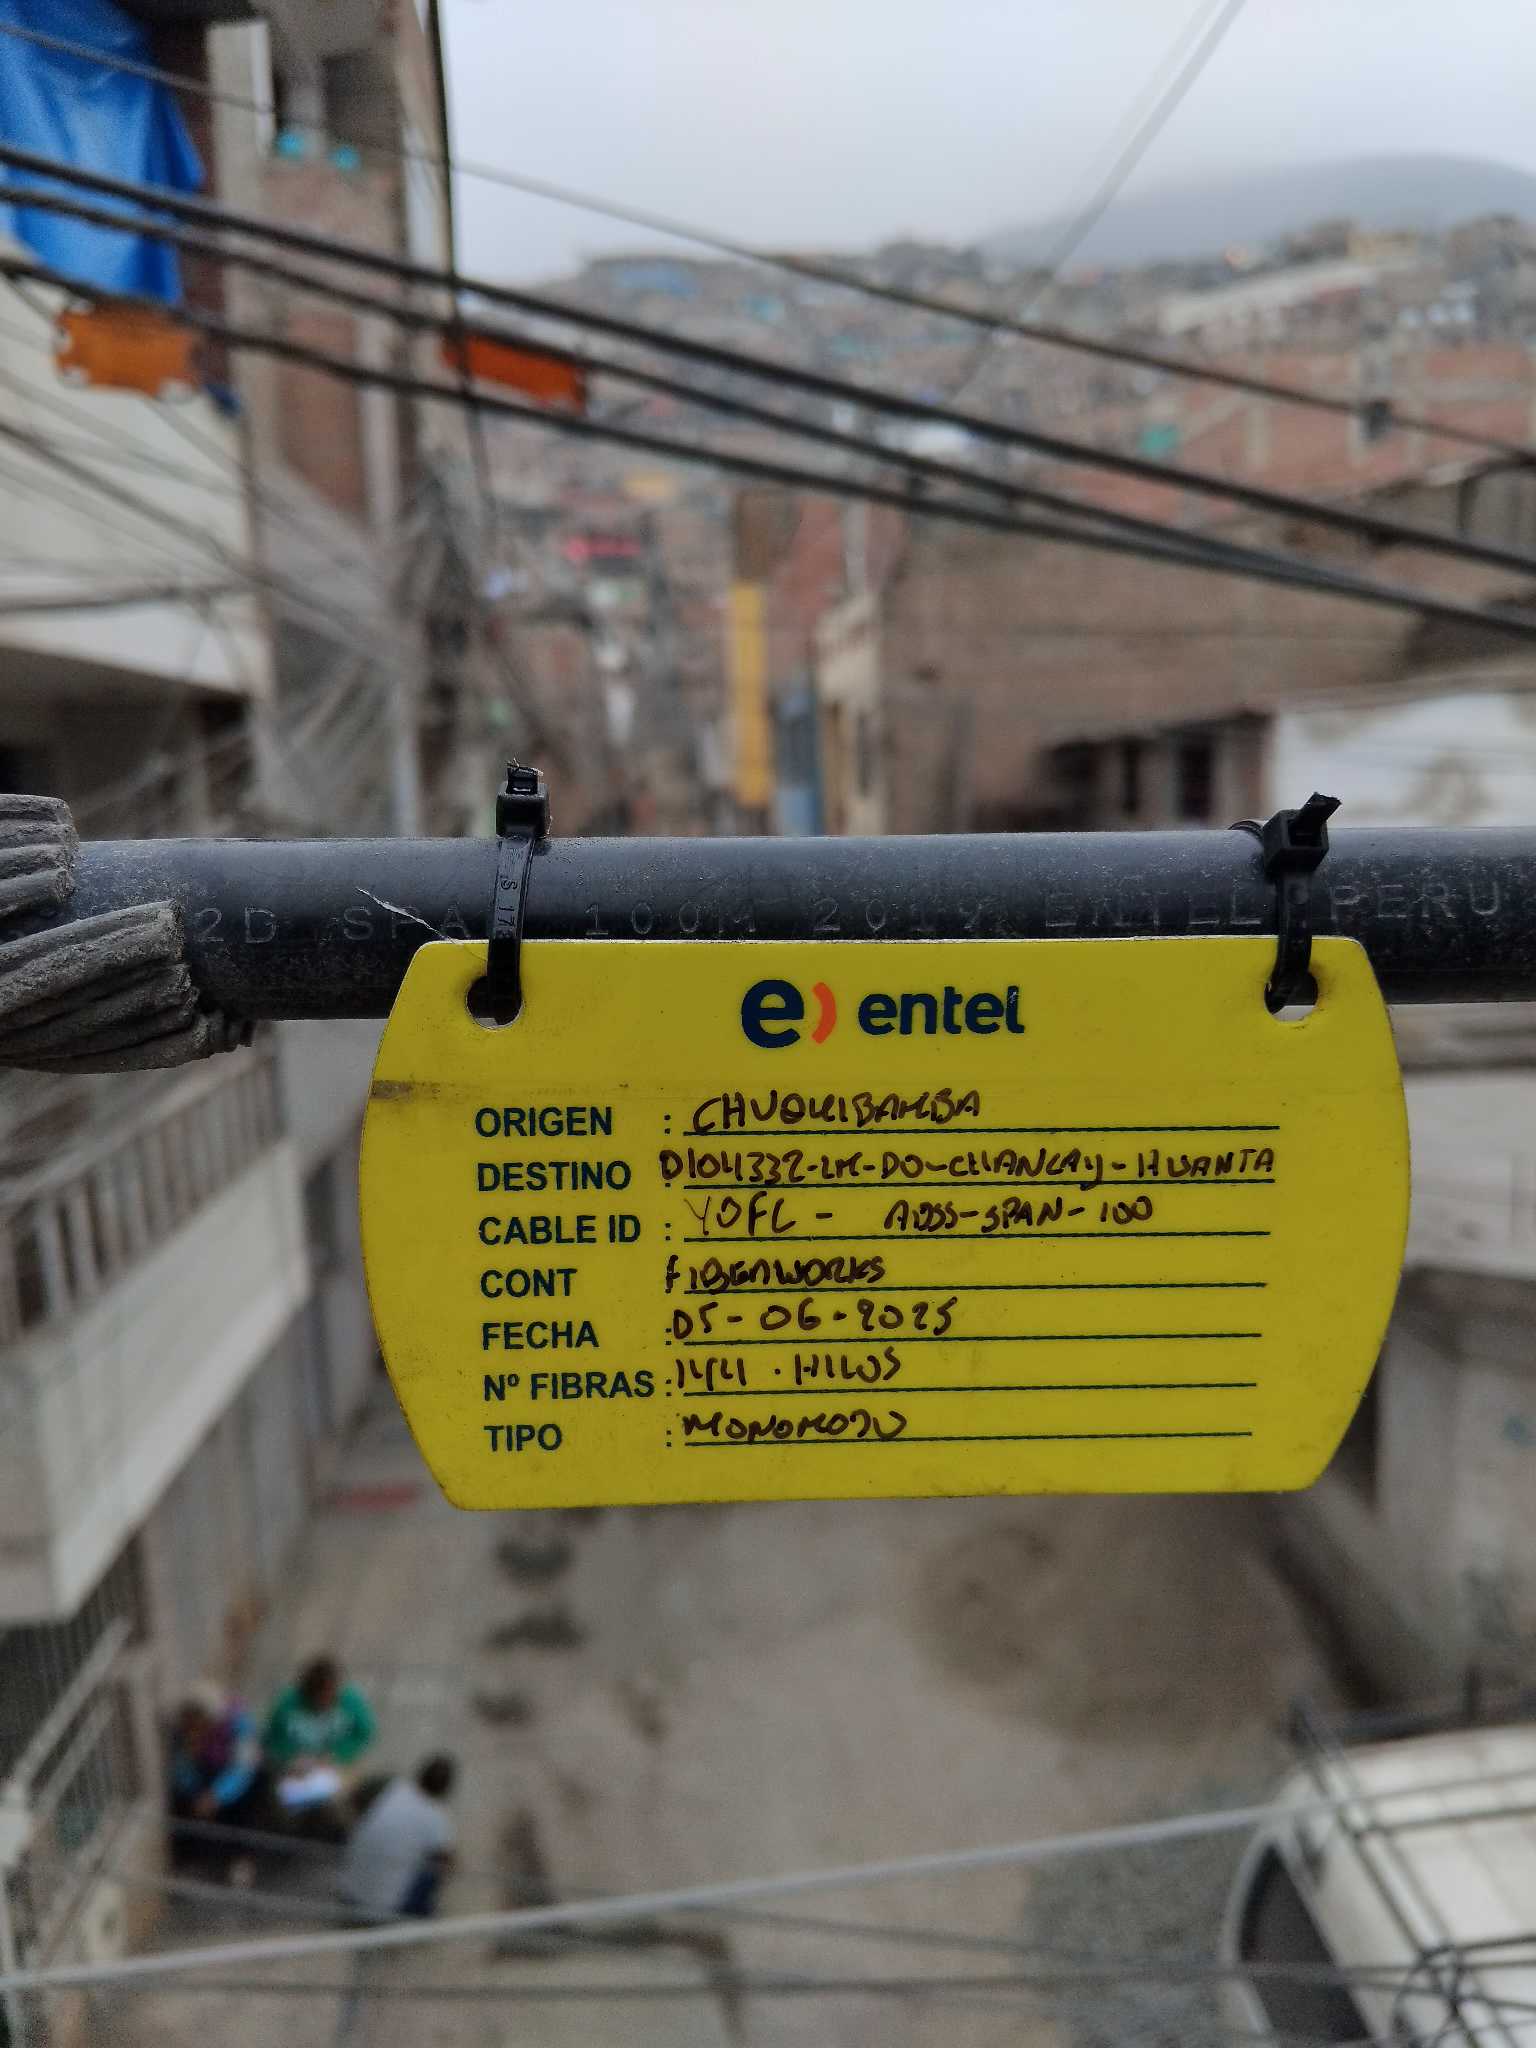 2D SPAN 100M 2019 ENTEL PERU
e) entel
ORIGEN : CHUQUIBAMBA
DESTINO : 0104332-LM-DO-CHANCAY-HUANTA
CABLE ID : YOFC - ADSS-SPAN-100
CONT FIBERWORKS
FECHA : 05-06-2025
Nº FIBRAS : 144 . HILOS
TIPO : MONOMODO